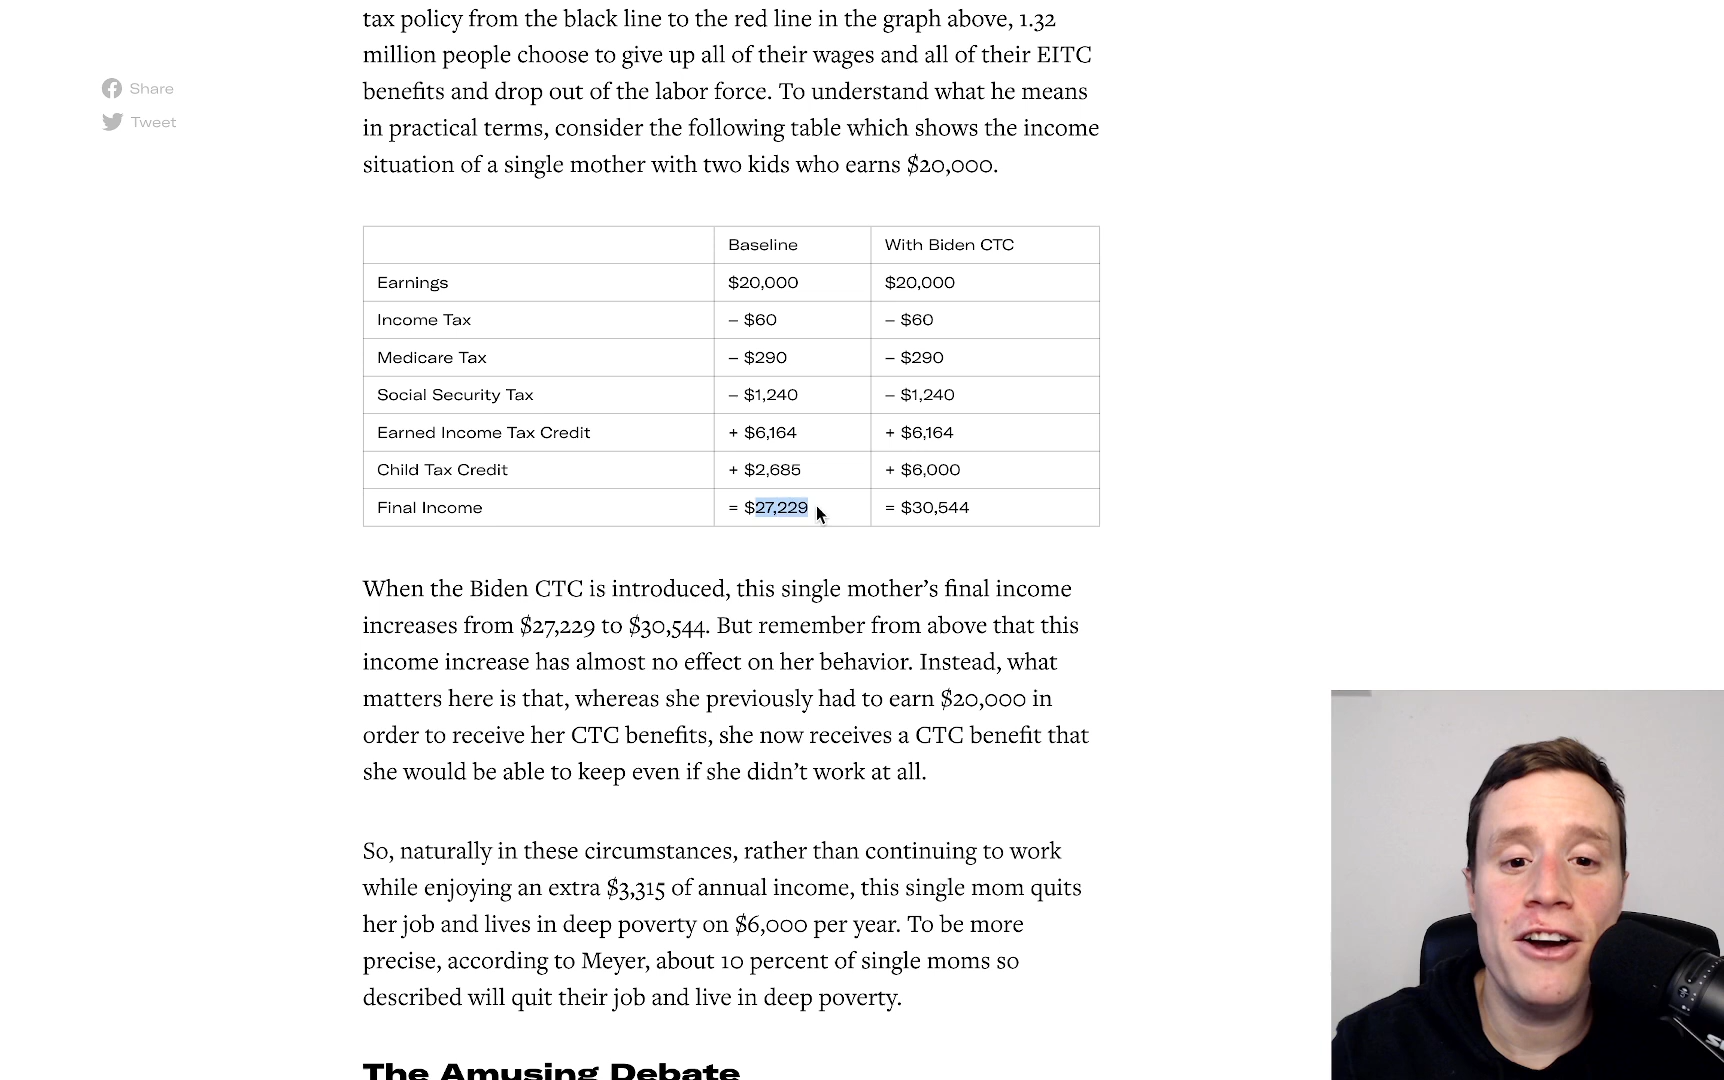 tax policy from the black line to the red line in the graph above, 1.32
million people choose to give up all of their wages and all of their EITC
benefits and drop out of the labor force. To understand what he means
in practical terms, consider the following table which shows the income
situation of a single mother with two kids who earns $20,000.
Share
Tweet
Baseline With Biden CTC
Earnings $20,000 $20,000
Income Tax – $60 – $60
Medicare Tax – $290 – $290
Social Security Tax – $1,240 – $1,240
Earned Income Tax Credit + $6,164 + $6,164
Child Tax Credit + $2,685 + $6,000
Final Income = $27,229 = $30,544
When the Biden CTC is introduced, this single mother’s final income
increases from $27,229 to $30,544. But remember from above that this
income increase has almost no effect on her behavior. Instead, what
matters here is that, whereas she previously had to earn $20,000 in
order to receive her CTC benefits, she now receives a CTC benefit that
she would be able to keep even if she didn’t work at all.
So, naturally in these circumstances, rather than continuing to work
while enjoying an extra $3,315 of annual income, this single mom quits
her job and lives in deep poverty on $6,000 per year. To be more
precise, according to Meyer, about 10 percent of single moms so
described will quit their job and live in deep poverty.
The Amusing Debate